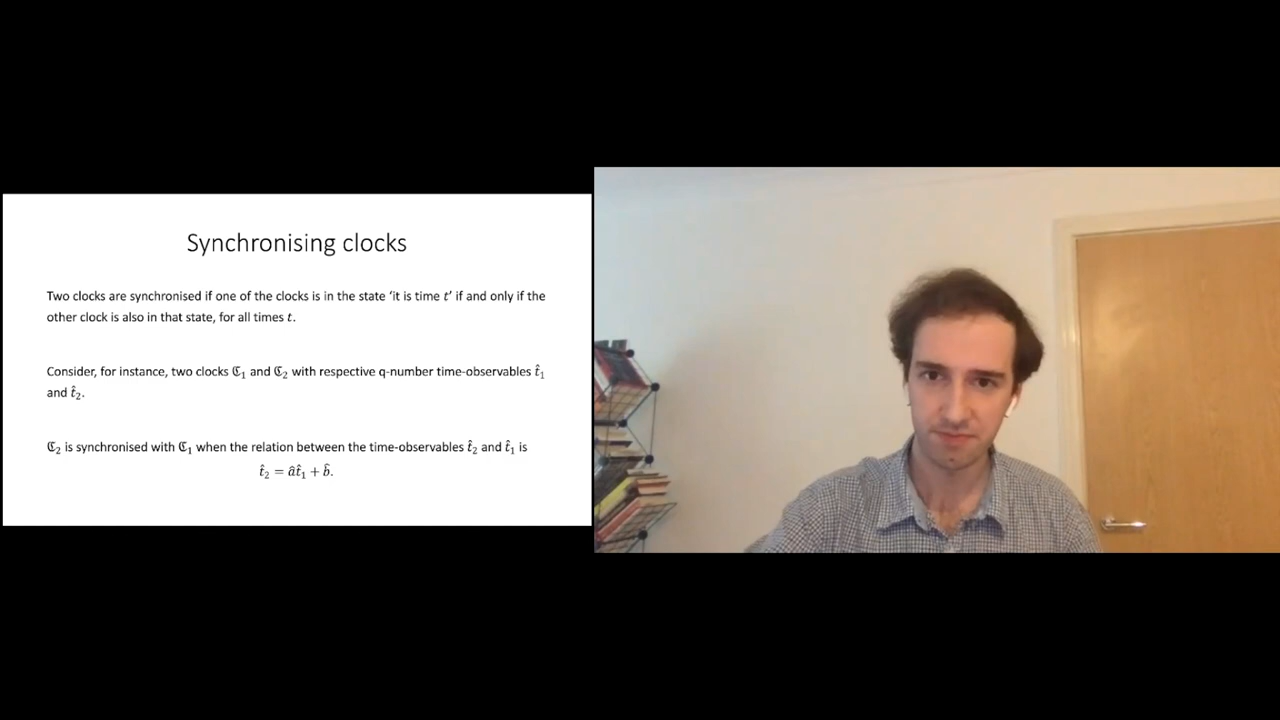 Synchronising clocks
Two clocks are synchronised if one of the clocks is in the state ‘it is time t’ if and only if the
other clock is also in that state, for all times t.
Consider, for instance, two clocks ℭ₁ and ℭ₂ with respective q-number time-observables t̂₁
and t̂₂.
ℭ₂ is synchronised with ℭ₁ when the relation between the time-observables t̂₂ and t̂₁ is
t̂₂ = ât̂₁ + b̂.